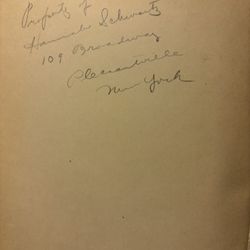 Property of
Hannah Schwartz
109 Broadway
Pleasantville
New York